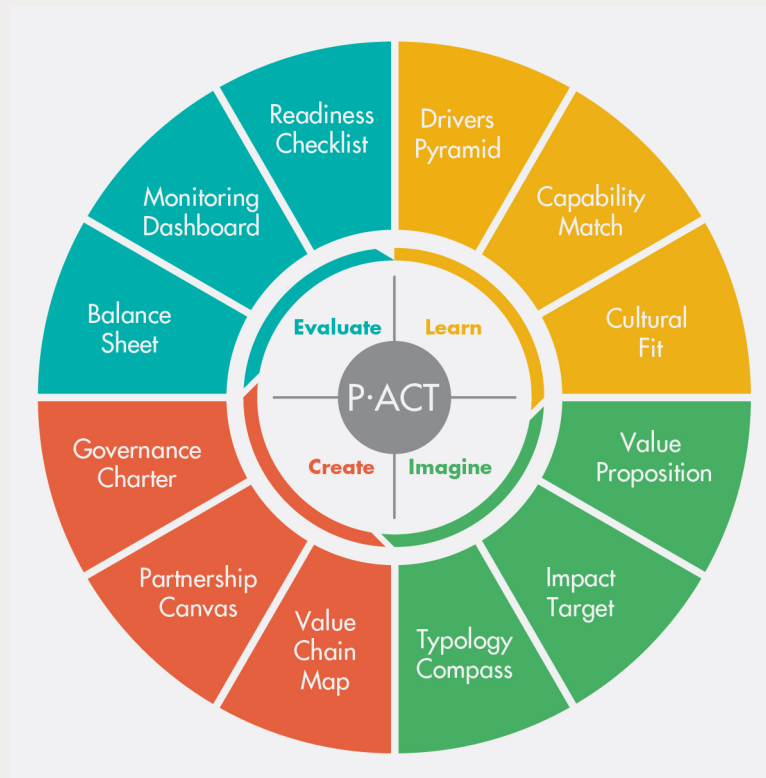 Readiness
Checklist
Drivers
Pyramid
Monitoring
Dashboard
Capability
Match
Balance
Sheet
Cultural
Fit
Evaluate
Learn
P·ACT
Create
Imagine
Governance
Charter
Value
Proposition
Partnership
Canvas
Impact
Target
Value
Chain
Map
Typology
Compass